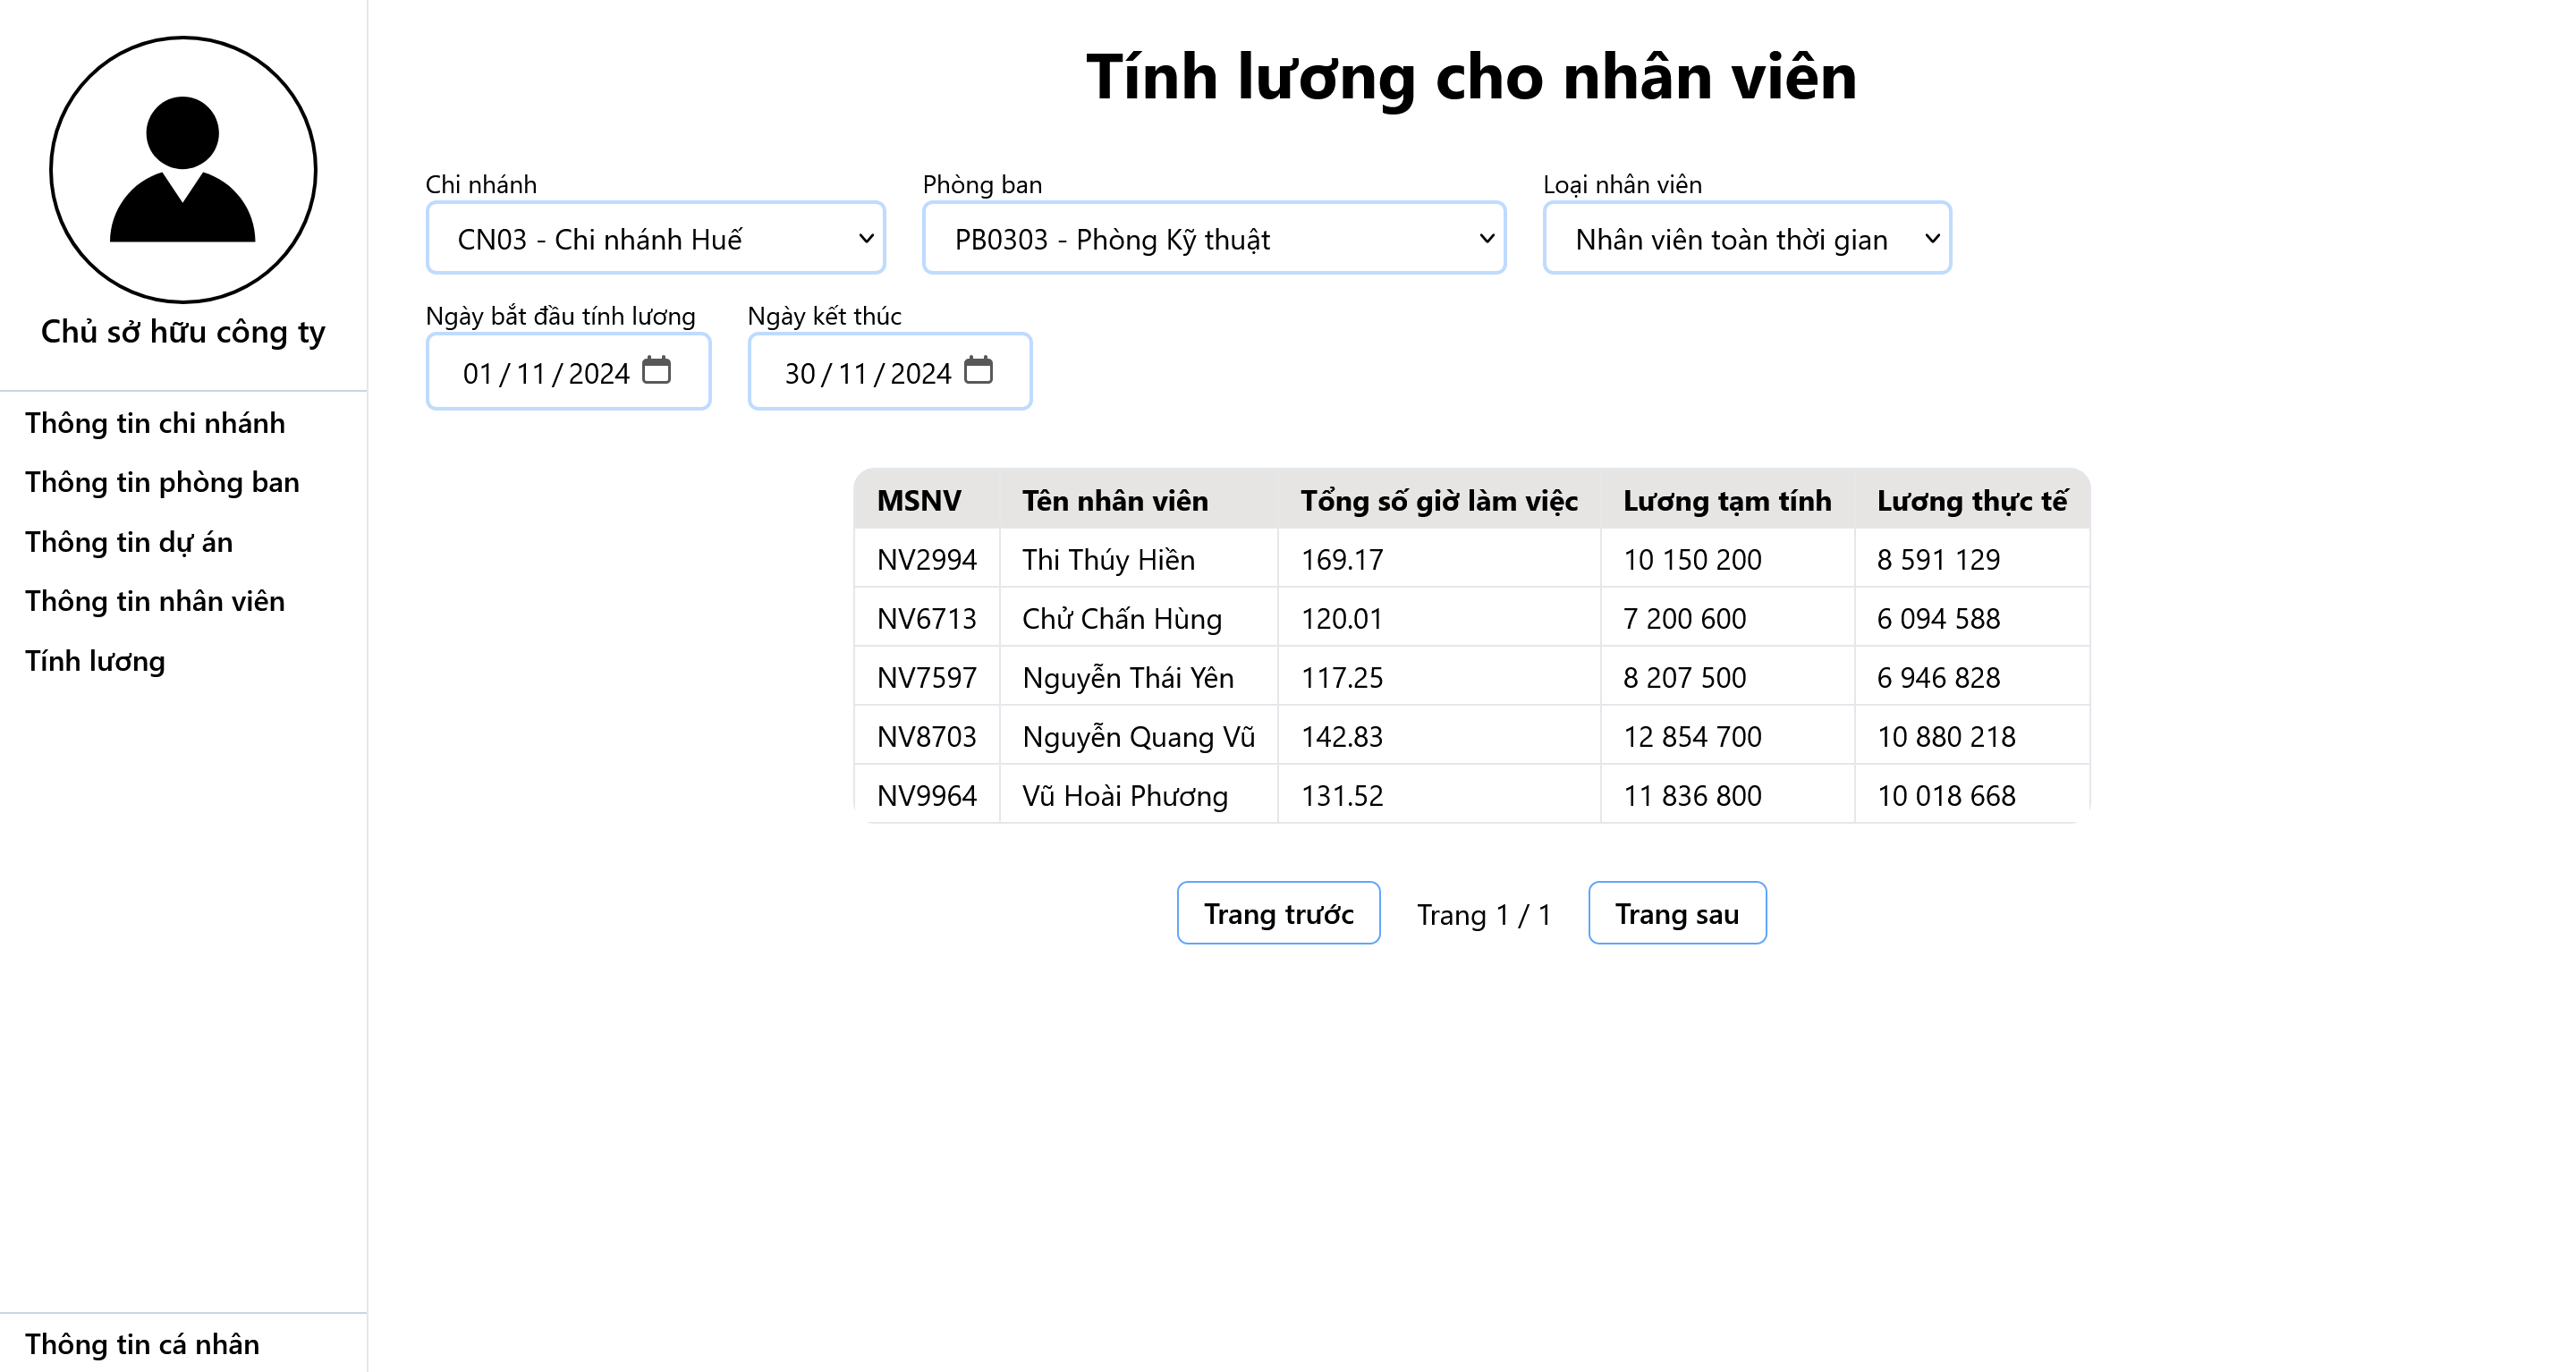 Chủ sở hữu công ty
Thông tin chi nhánh
Thông tin phòng ban
Thông tin dự án
Thông tin nhân viên
Tính lương
Thông tin cá nhân
Tính lương cho nhân viên
Chi nhánh Phòng ban Loại nhân viên
CN03 - Chi nhánh Huế PB0303 - Phòng Kỹ thuật Nhân viên toàn thời gian
Ngày bắt đầu tính lương Ngày kết thúc
01/11/2024 30/11/2024
MSNV Tên nhân viên Tổng số giờ làm việc Lương tạm tính Lương thực tế
NV2994 Thi Thúy Hiền 169.17 10 150 200 8 591 129
NV6713 Chử Chấn Hùng 120.01 7 200 600 6 094 588
NV7597 Nguyễn Thái Yên 117.25 8 207 500 6 946 828
NV8703 Nguyễn Quang Vũ 142.83 12 854 700 10 880 218
NV9964 Vũ Hoài Phương 131.52 11 836 800 10 018 668
Trang trước Trang 1 / 1 Trang sau